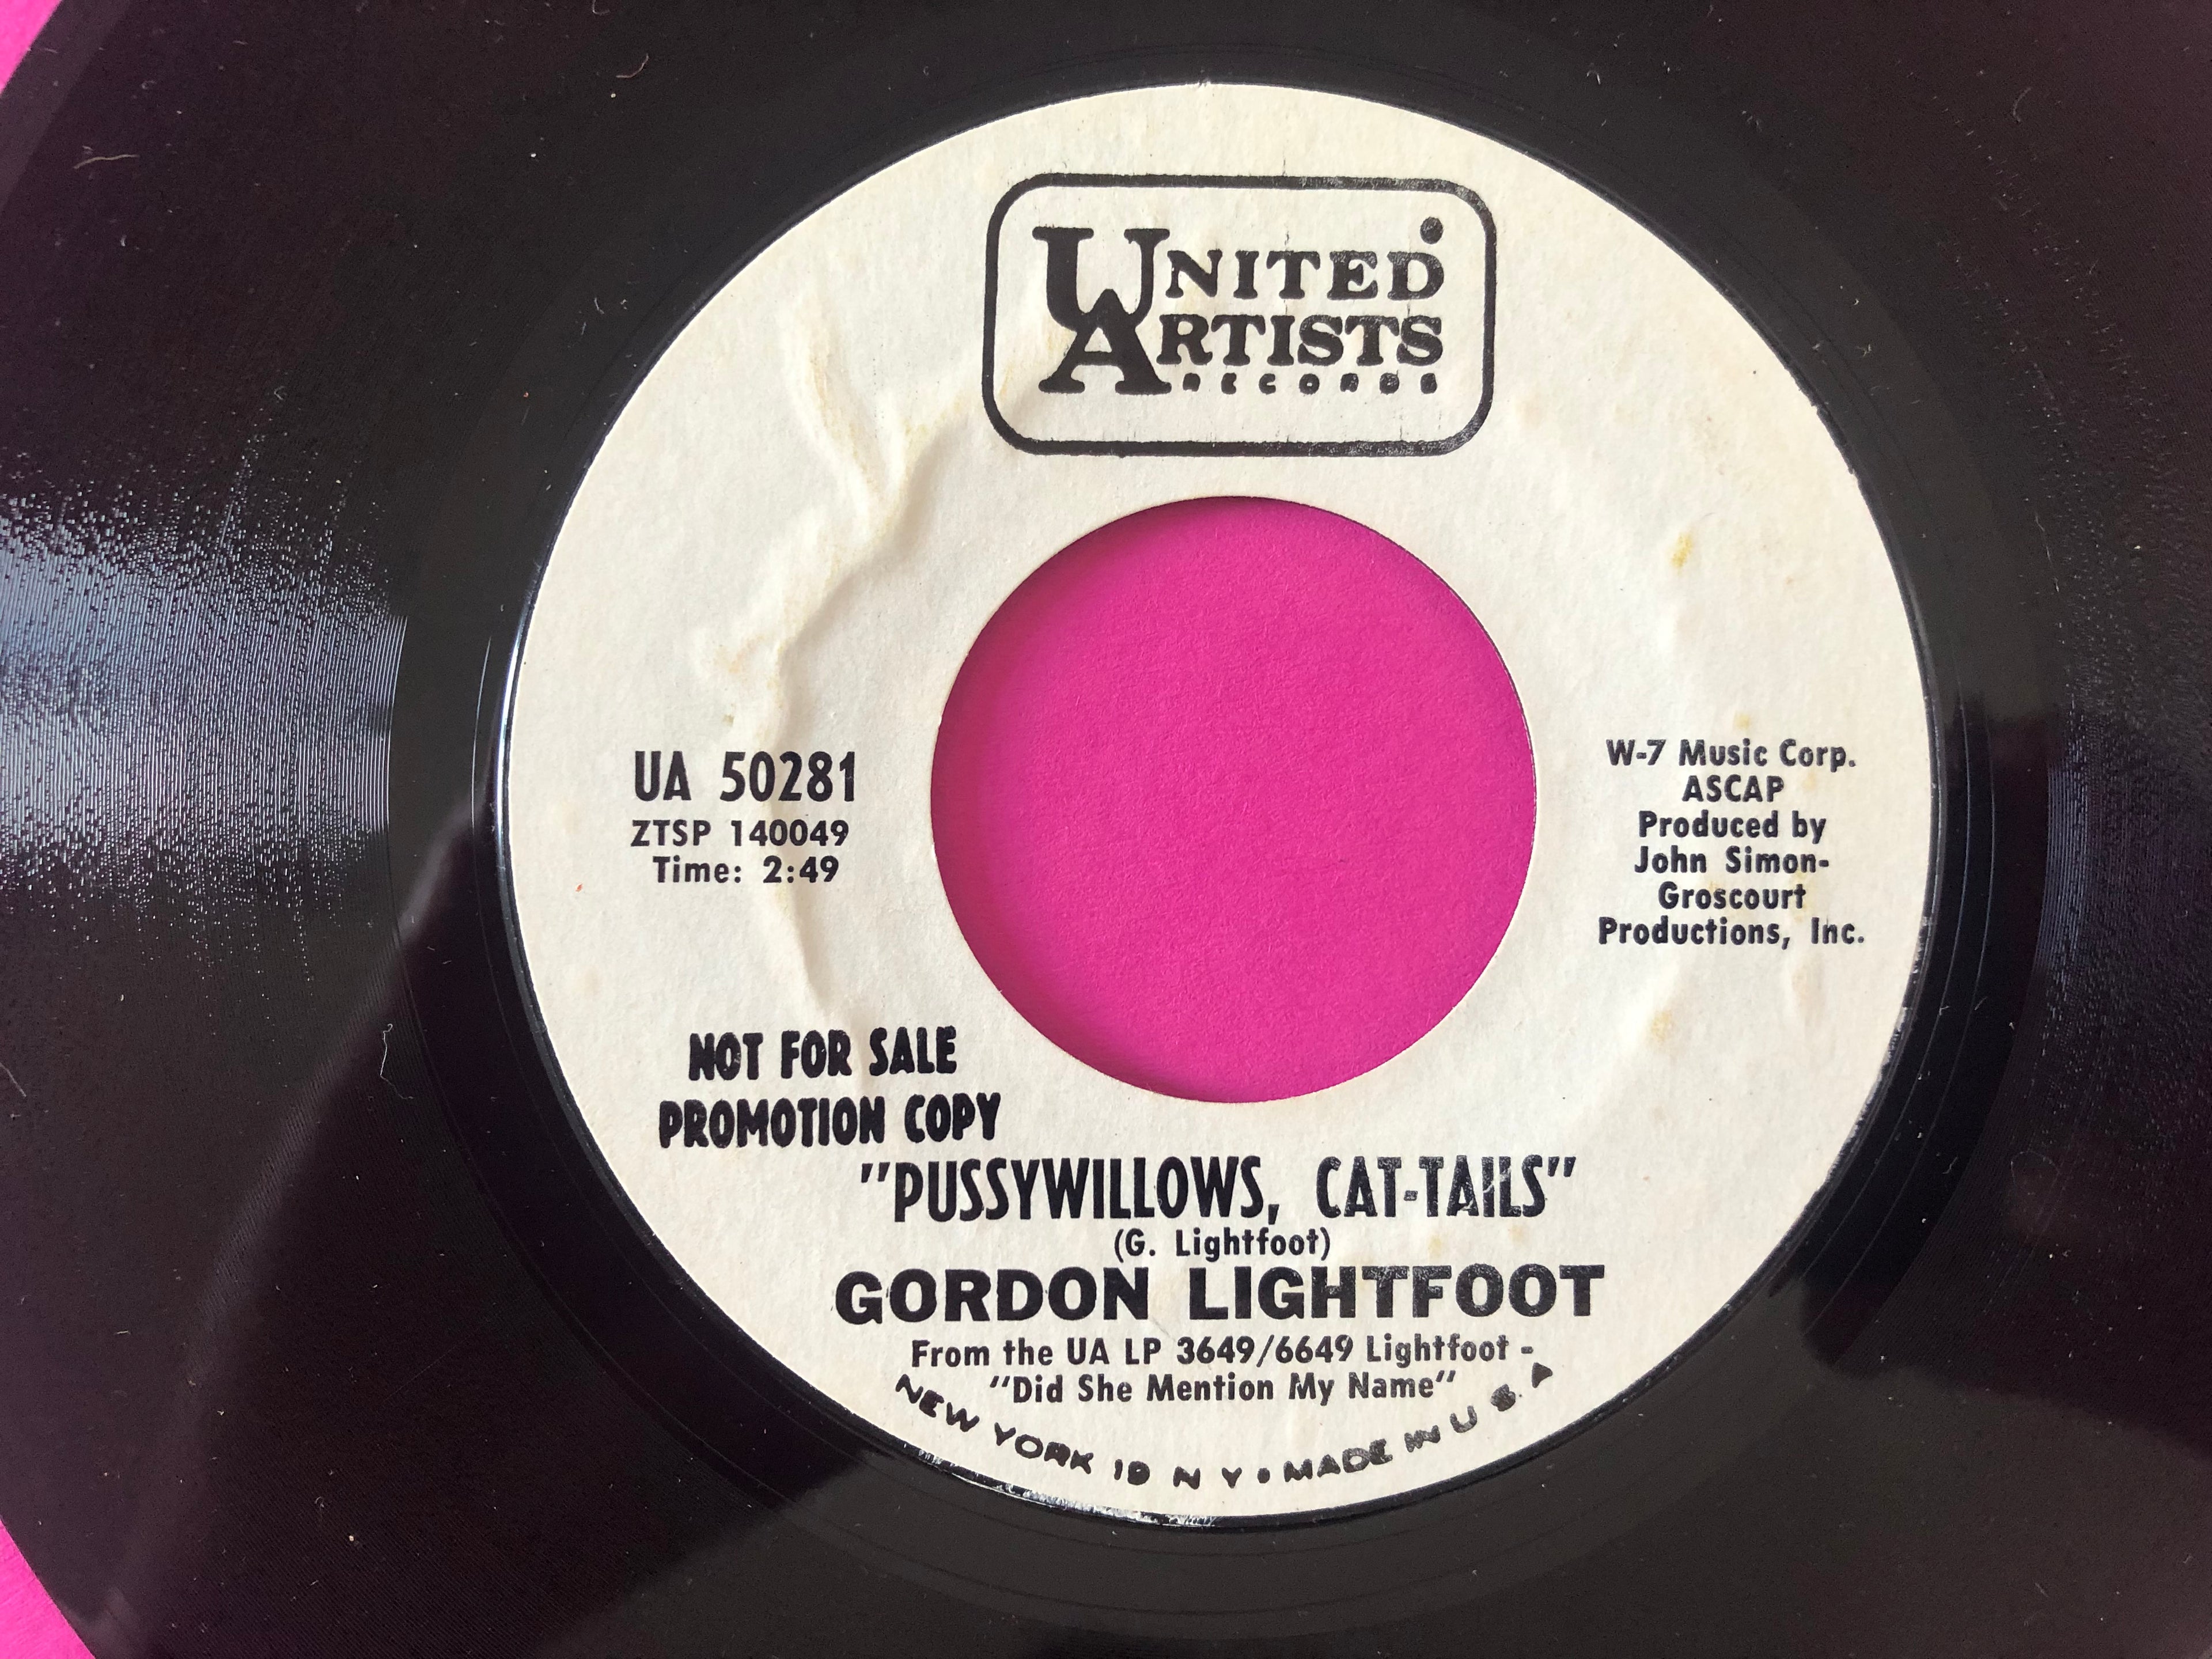 UNITED
ARTISTS
RECORDS
UA 50281
ZTSP 140049
Time: 2:49
W-7 Music Corp.
ASCAP
Produced by
John Simon-
Groscourt
Productions, Inc.
NOT FOR SALE
PROMOTION COPY
"PUSSYWILLOWS, CAT-TAILS"
(G. Lightfoot)
GORDON LIGHTFOOT
From the UA LP 3649/6649 Lightfoot -
"Did She Mention My Name"
NEW YORK 19 N Y • MADE IN U S. A